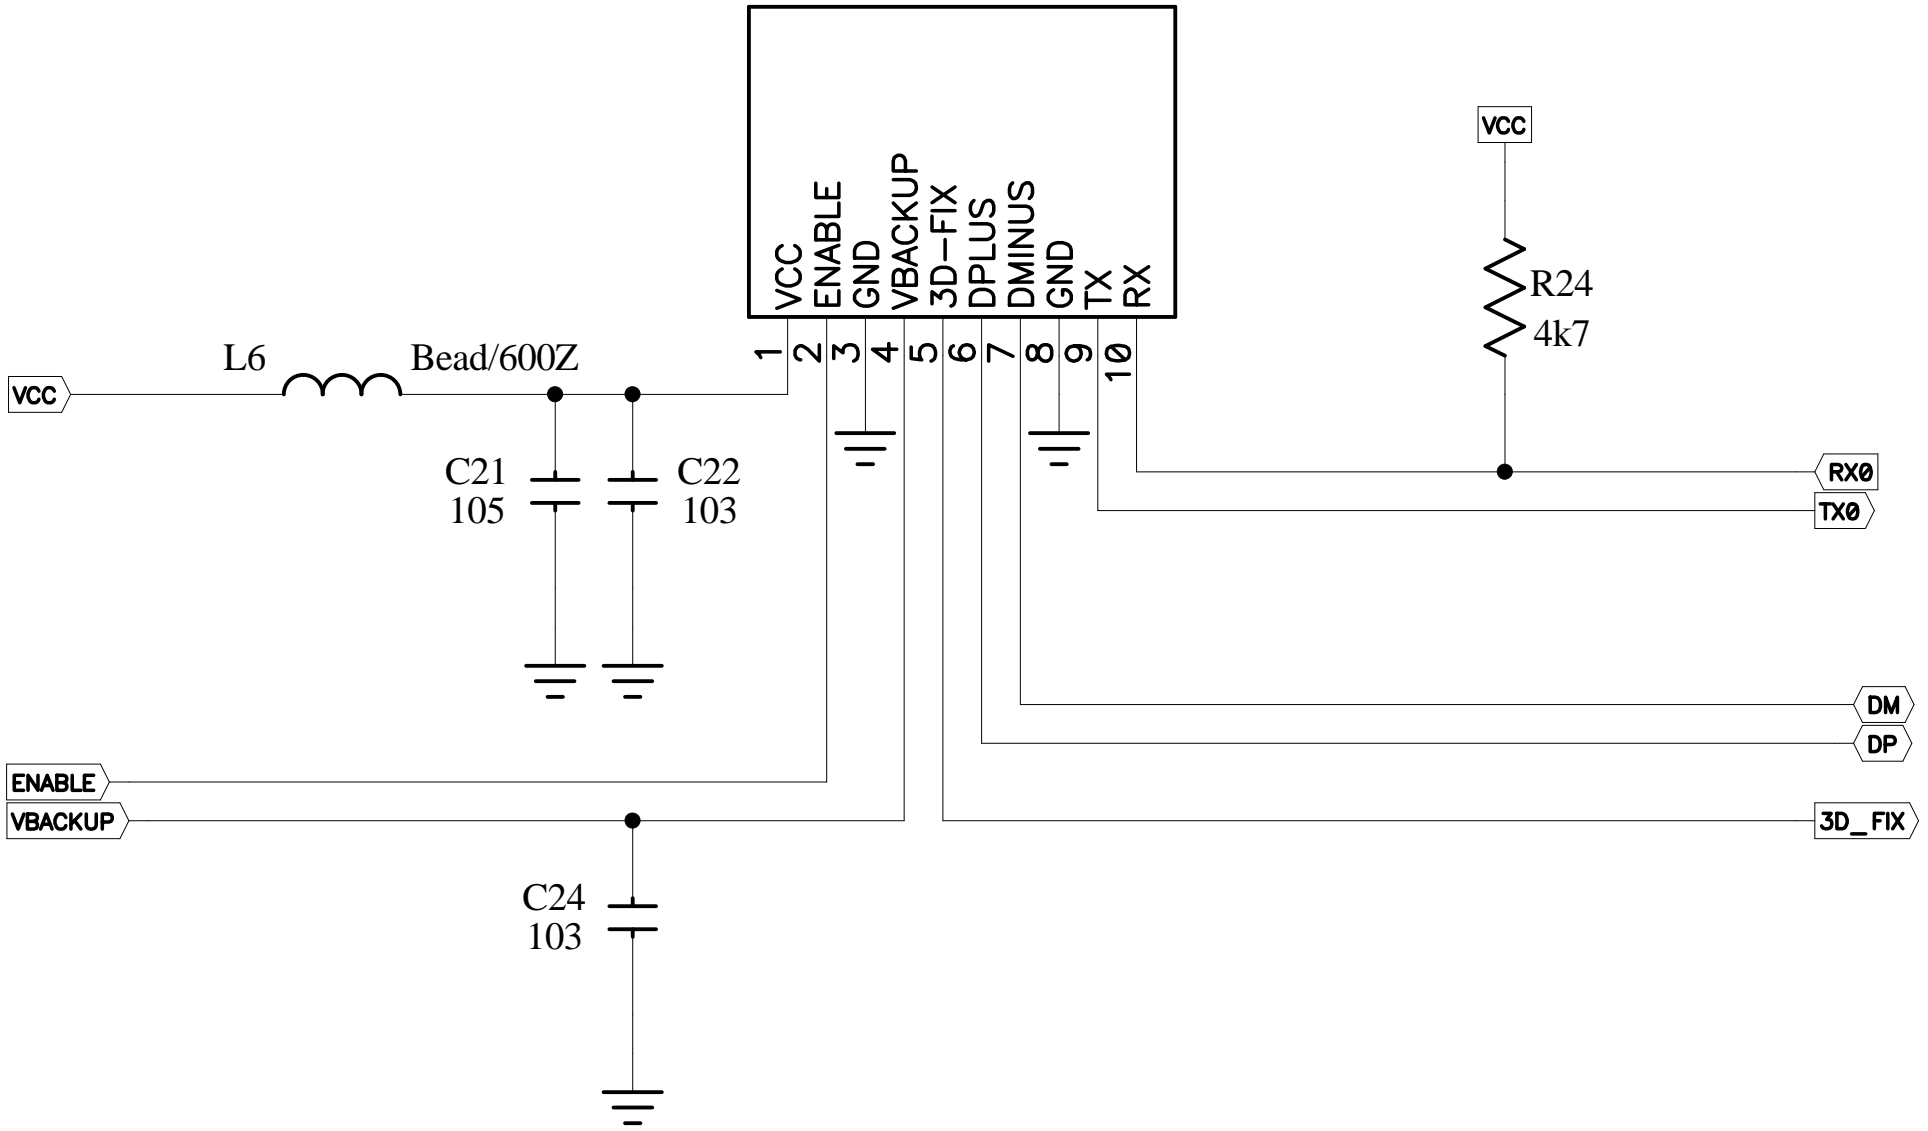 VCC
ENABLE
GND
VBACKUP
3D-FIX
DPLUS
DMINUS
GND
TX
RX
1
2
3
4
5
6
7
8
9
10
VCC
R24
4k7
L6
Bead/600Z
VCC
C21
105
C22
103
RX0
TX0
DM
DP
ENABLE
VBACKUP
3D_FIX
C24
103